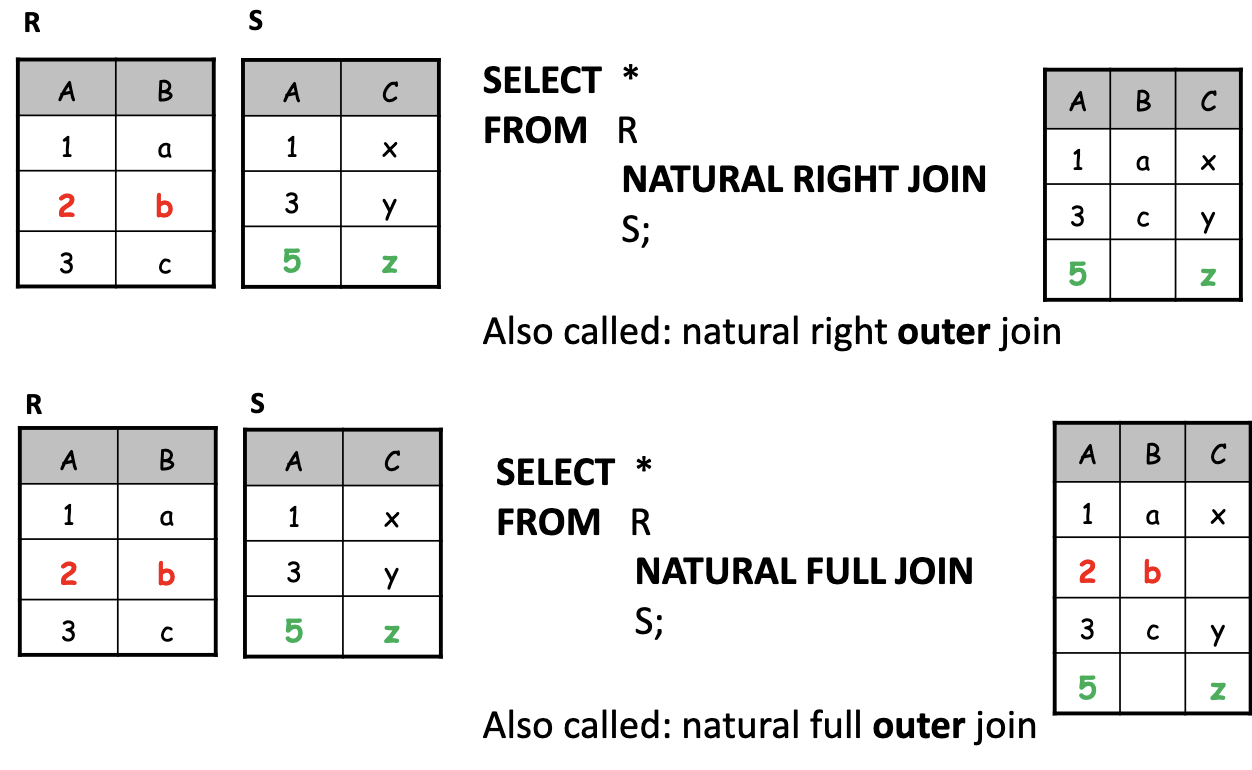 R S
A B A C
1 a 1 x
2 b 3 y
3 c 5 z
SELECT *
FROM R
NATURAL RIGHT JOIN
S;
A B C
1 a x
3 c y
5 z
Also called: natural right outer join
R S
A B A C
1 a 1 x
2 b 3 y
3 c 5 z
SELECT *
FROM R
NATURAL FULL JOIN
S;
A B C
1 a x
2 b
3 c y
5 z
Also called: natural full outer join